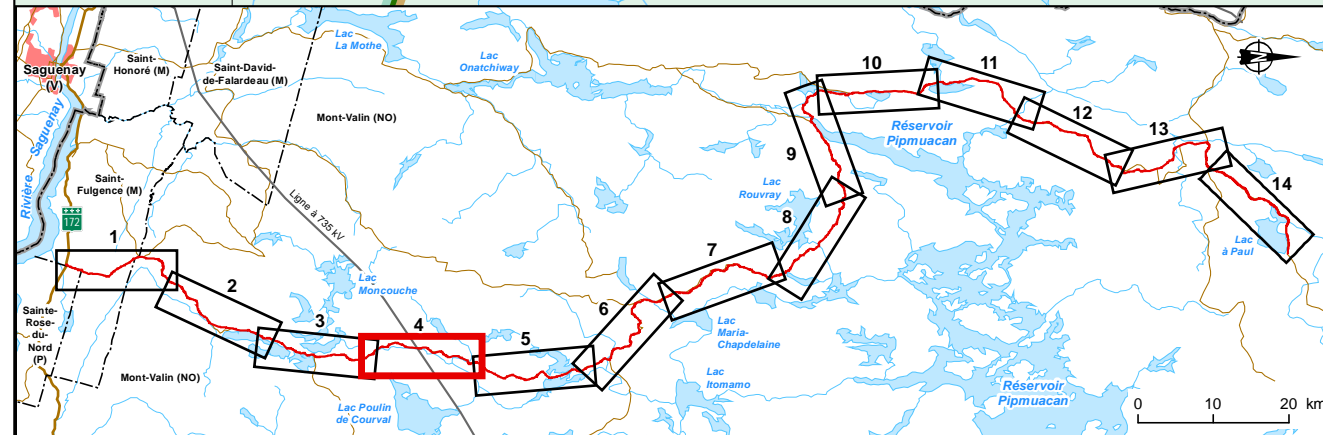 Saguenay
(V)
Saint-
Honoré (M)
Saint-David-
de-Falardeau (M)
Lac
La Mothe
Lac
Onatchiway
Mont-Valin (NO)
Rivière Saguenay
Saint-
Fulgence (M)
172
Ligne à 735 kV
1
2
3
4
5
6
7
8
9
10
11
12
13
14
Réservoir
Pipmuacan
Lac
Rouvray
Lac
à Paul
Lac
Moncouche
Sainte-
Rose-
du-
Nord
(P)
Mont-Valin (NO)
Lac Poulin
de Courval
Lac
Maria-
Chapdelaine
Lac
Itomamo
Réservoir
Pipmuacan
0 10 20 km